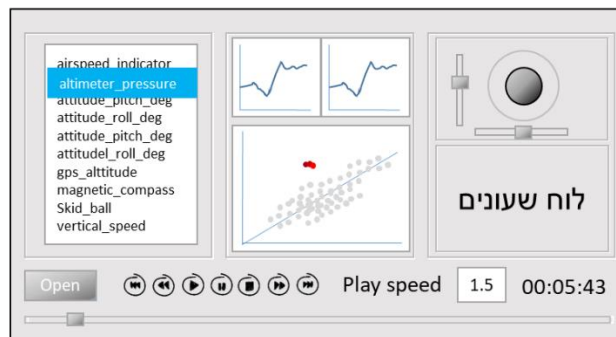 airspeed_indicator
altimeter_pressure
attitude_pitch_deg
attitude_roll_deg
attitude_pitch_deg
attitudel_roll_deg
gps_alttitude
magnetic_compass
Skid_ball
vertical_speed
לוח שעונים
Open
Play speed
1.5
00:05:43